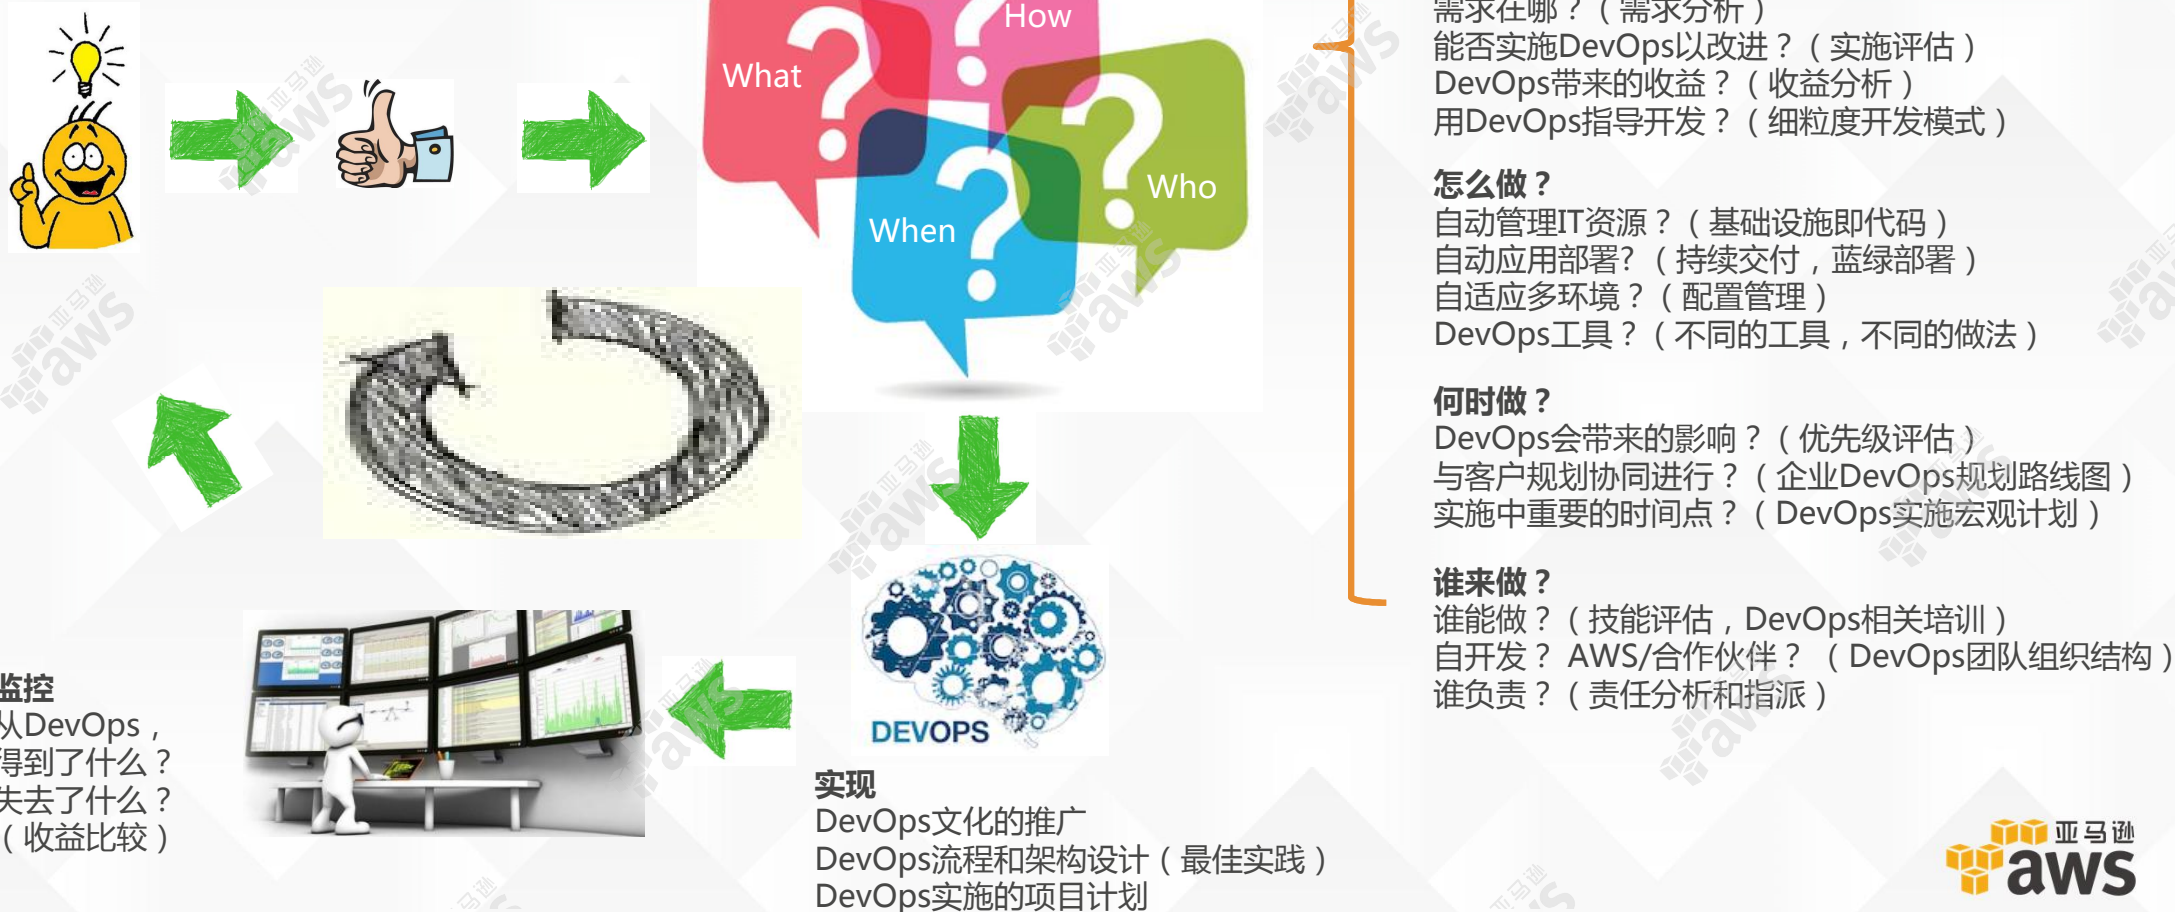 How
What
Who
When
需求在哪？（需求分析）
能否实施DevOps以改进？（实施评估）
DevOps带来的收益？（收益分析）
用DevOps指导开发？（细粒度开发模式）
怎么做？
自动管理IT资源？（基础设施即代码）
自动应用部署?（持续交付，蓝绿部署）
自适应多环境？（配置管理）
DevOps工具？（不同的工具，不同的做法）
何时做？
DevOps会带来的影响？（优先级评估）
与客户规划协同进行？（企业DevOps规划路线图）
实施中重要的时间点？（DevOps实施宏观计划）
谁来做？
谁能做？（技能评估，DevOps相关培训）
自开发？ AWS/合作伙伴？ （DevOps团队组织结构）
谁负责？（责任分析和指派）
DEVOPS
实现
DevOps文化的推广
DevOps流程和架构设计（最佳实践）
DevOps实施的项目计划
监控
从DevOps，
得到了什么？
失去了什么？
（收益比较）
亚马逊
aws